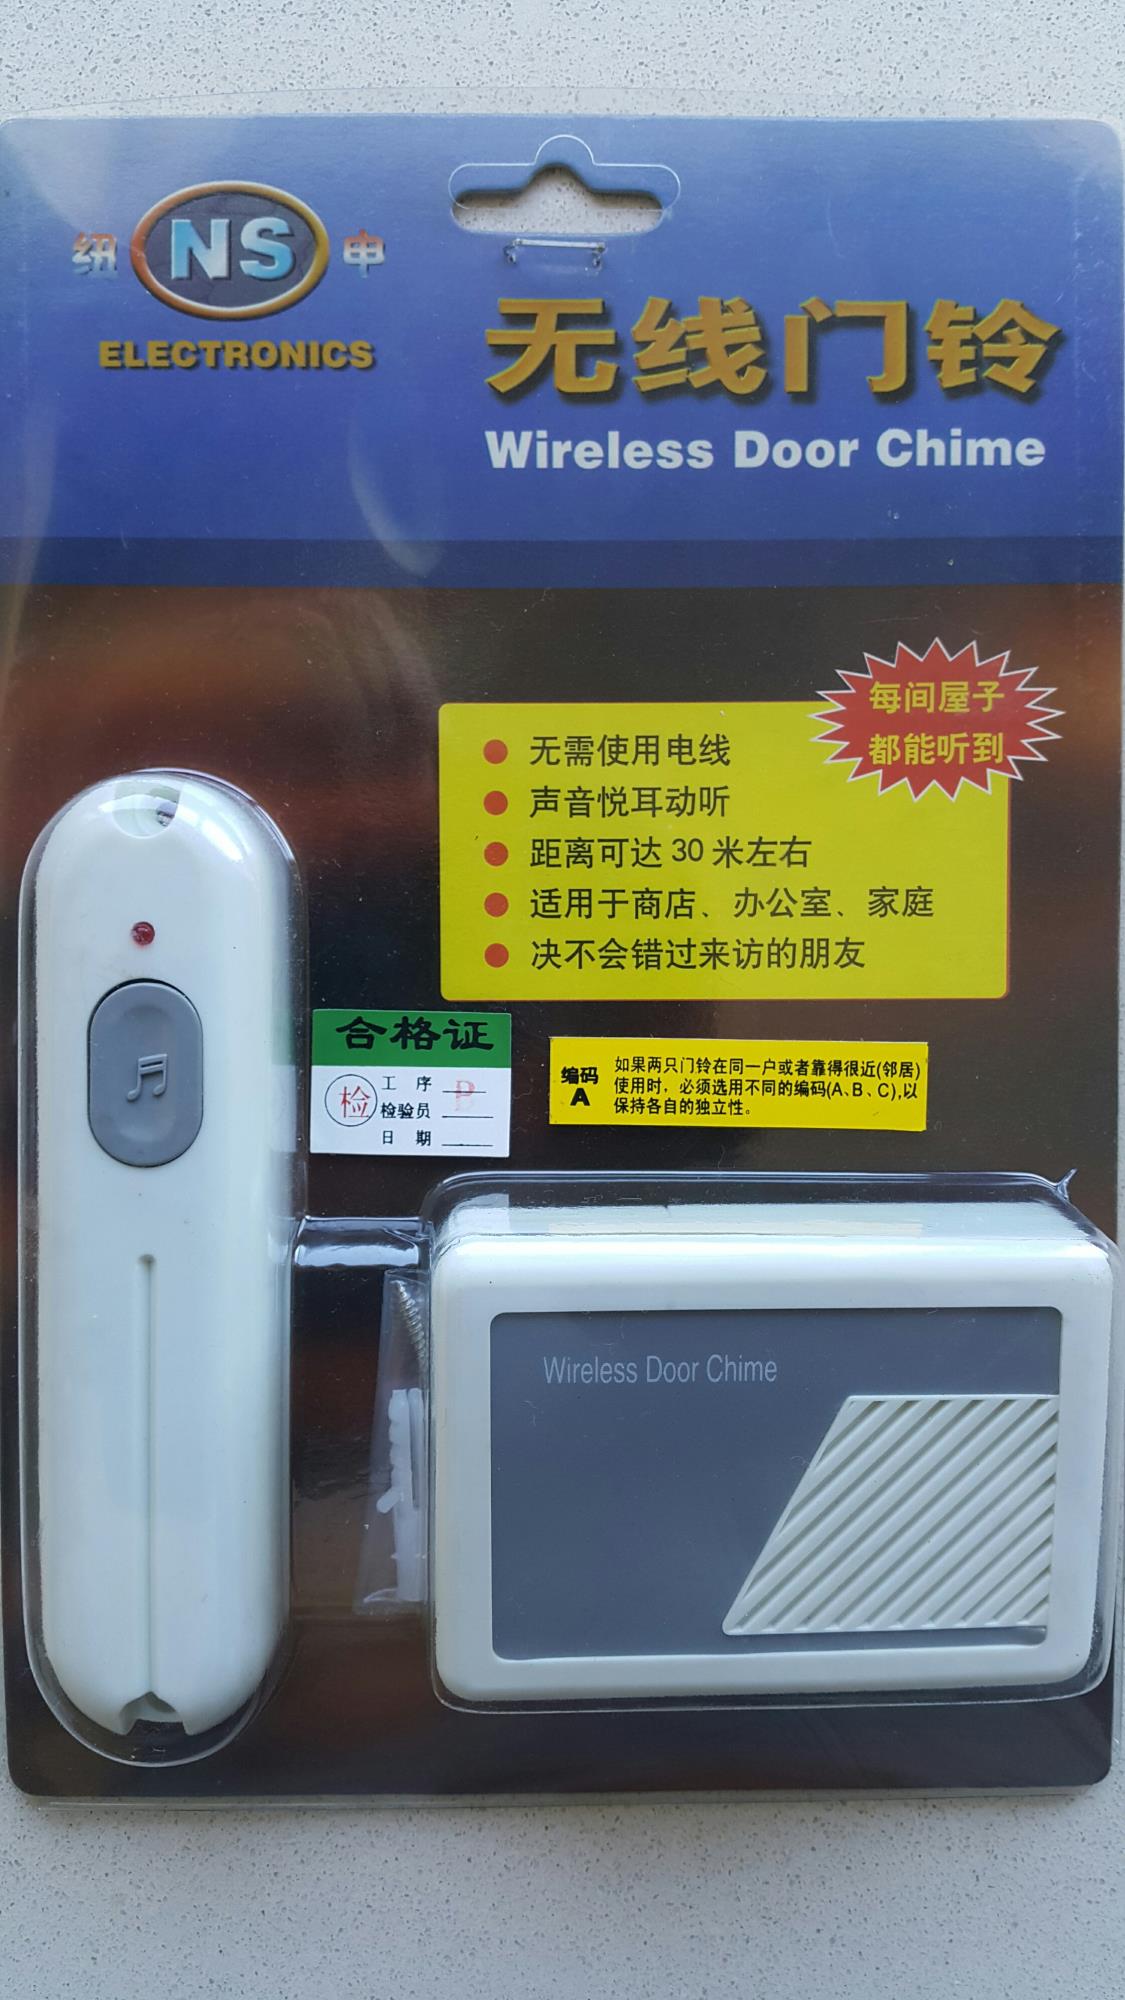 纽 NS 申
ELECTRONICS
无线门铃
Wireless Door Chime
每间屋子
都能听到
无需使用电线
声音悦耳动听
距离可达 30 米左右
适用于商店、办公室、家庭
决不会错过来访的朋友
合格证
检
工 序 B
检验员
日 期
编码
A
如果两只门铃在同一户或者靠得很近(邻居)
使用时，必须选用不同的编码(A、B、C),以
保持各自的独立性。
Wireless Door Chime